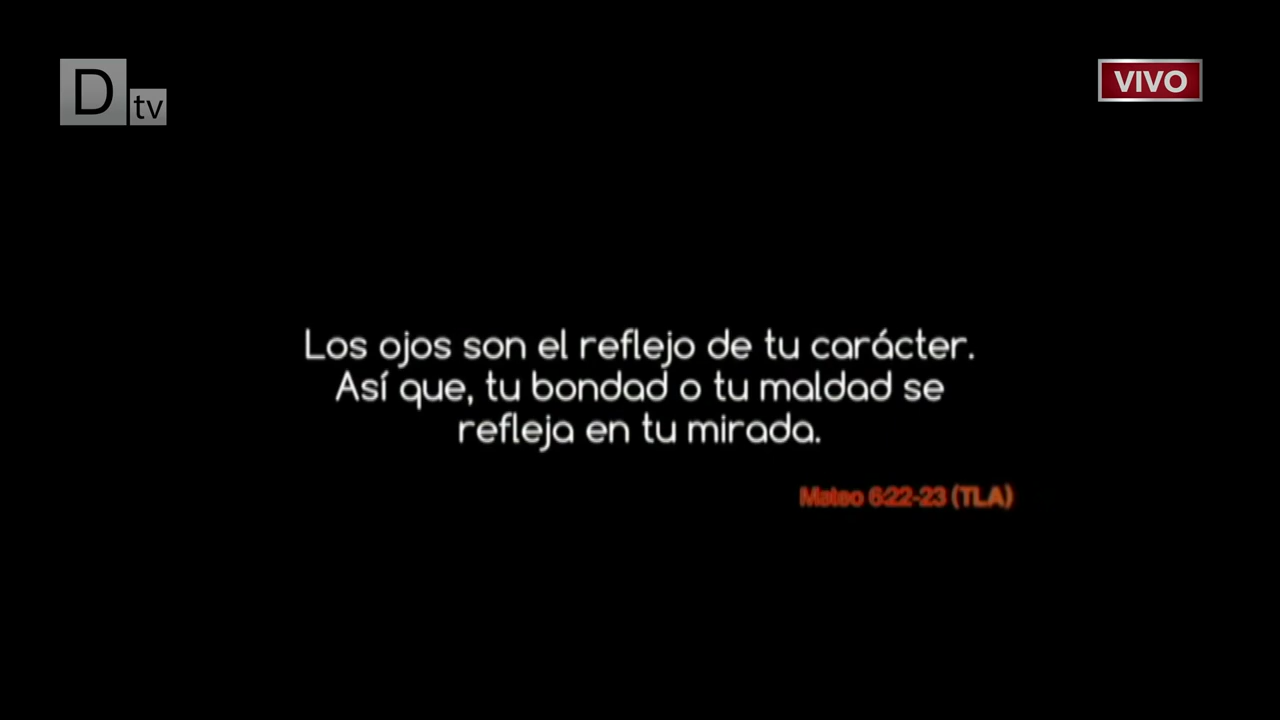 D tv
VIVO
Los ojos son el reflejo de tu carácter.
Así que, tu bondad o tu maldad se
refleja en tu mirada.
Mateo 6:22-23 (TLA)